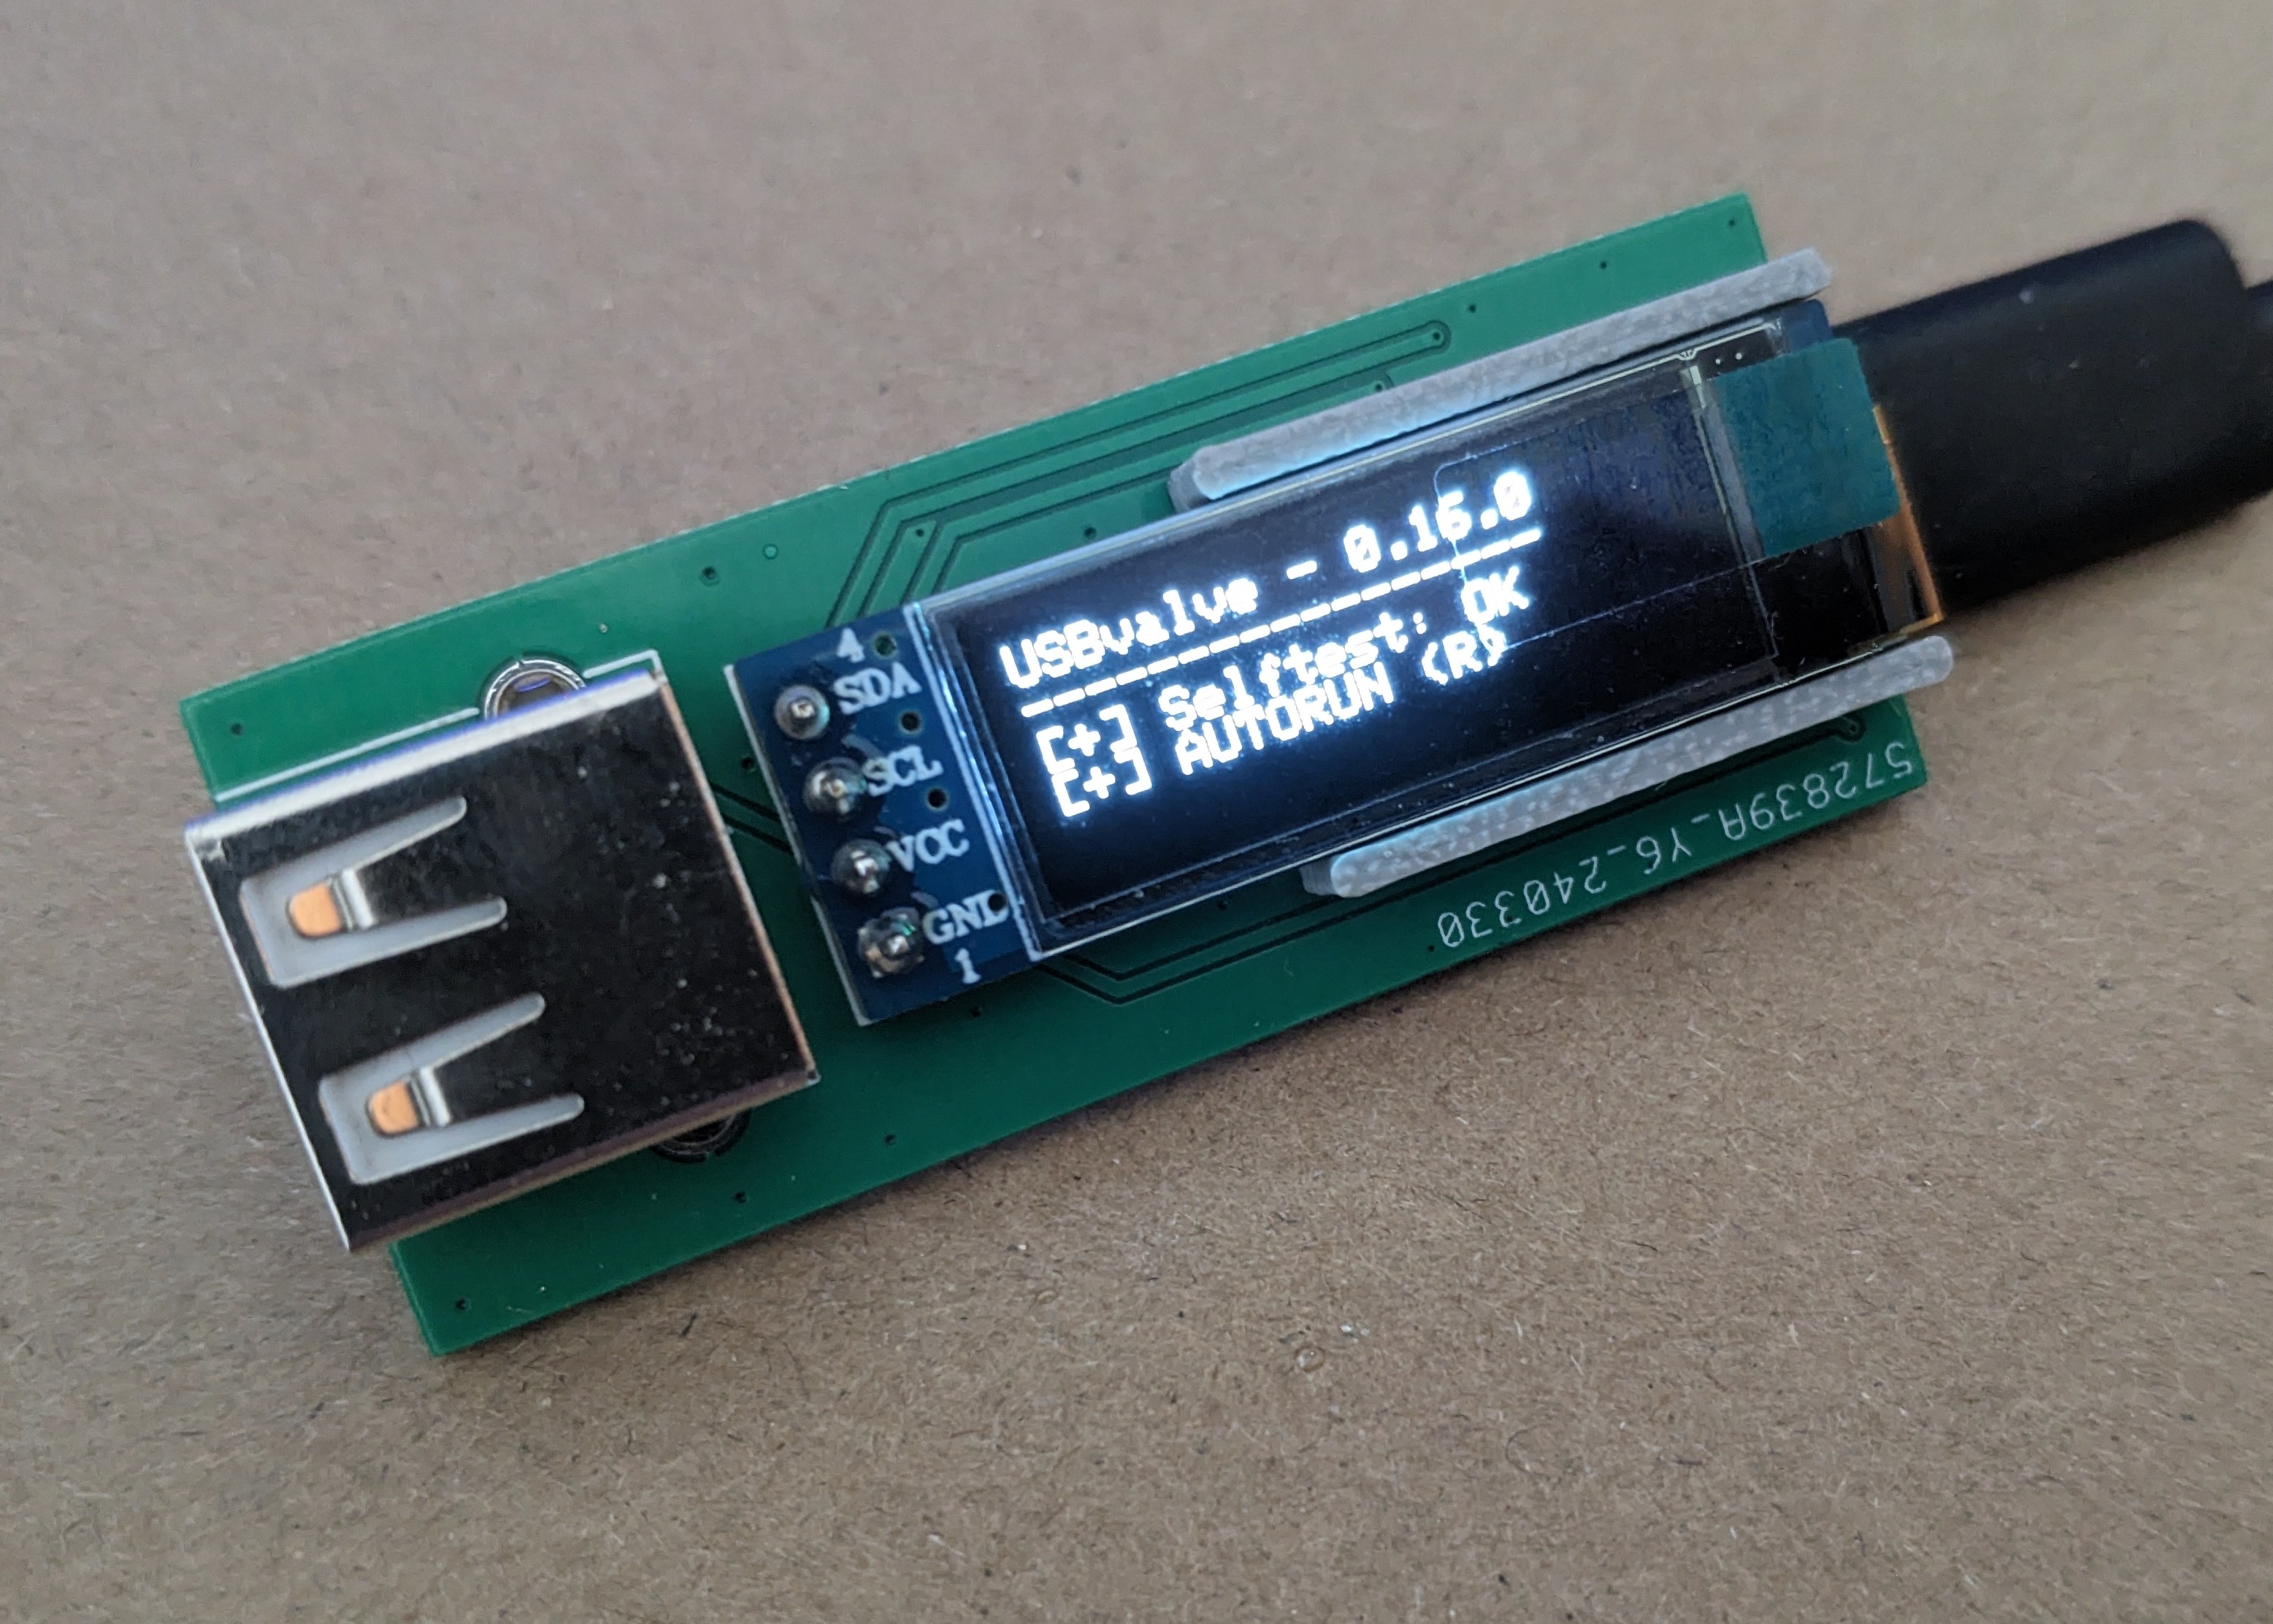 USBvalve - 0.16.0
-----------------
[+] Selftest: OK
[+] AUTORUN (R)
4
SDA
SCL
VCC
GND
1
572839A_Y6_240330